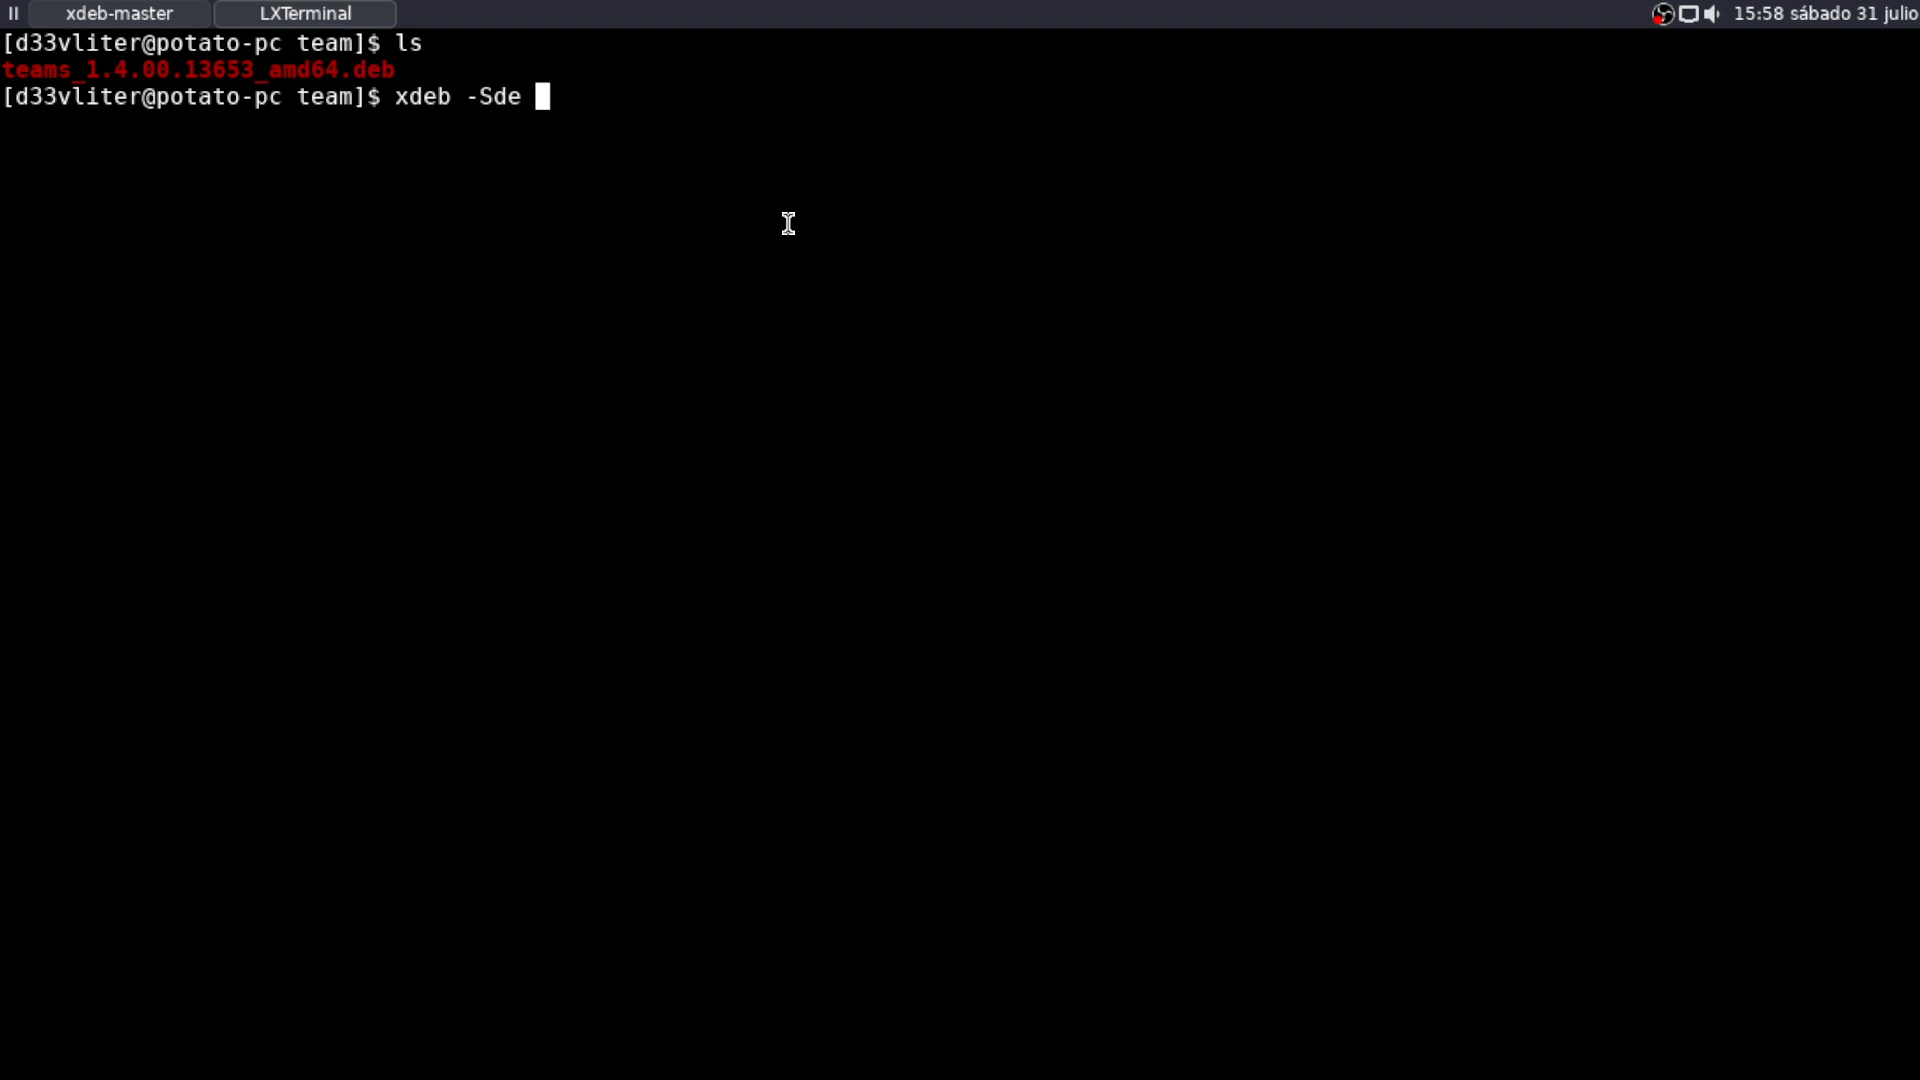 xdeb-master LXTerminal 15:58 sábado 31 julio
[d33vliter@potato-pc team]$ ls
teams_1.4.00.13653_amd64.deb
[d33vliter@potato-pc team]$ xdeb -Sde